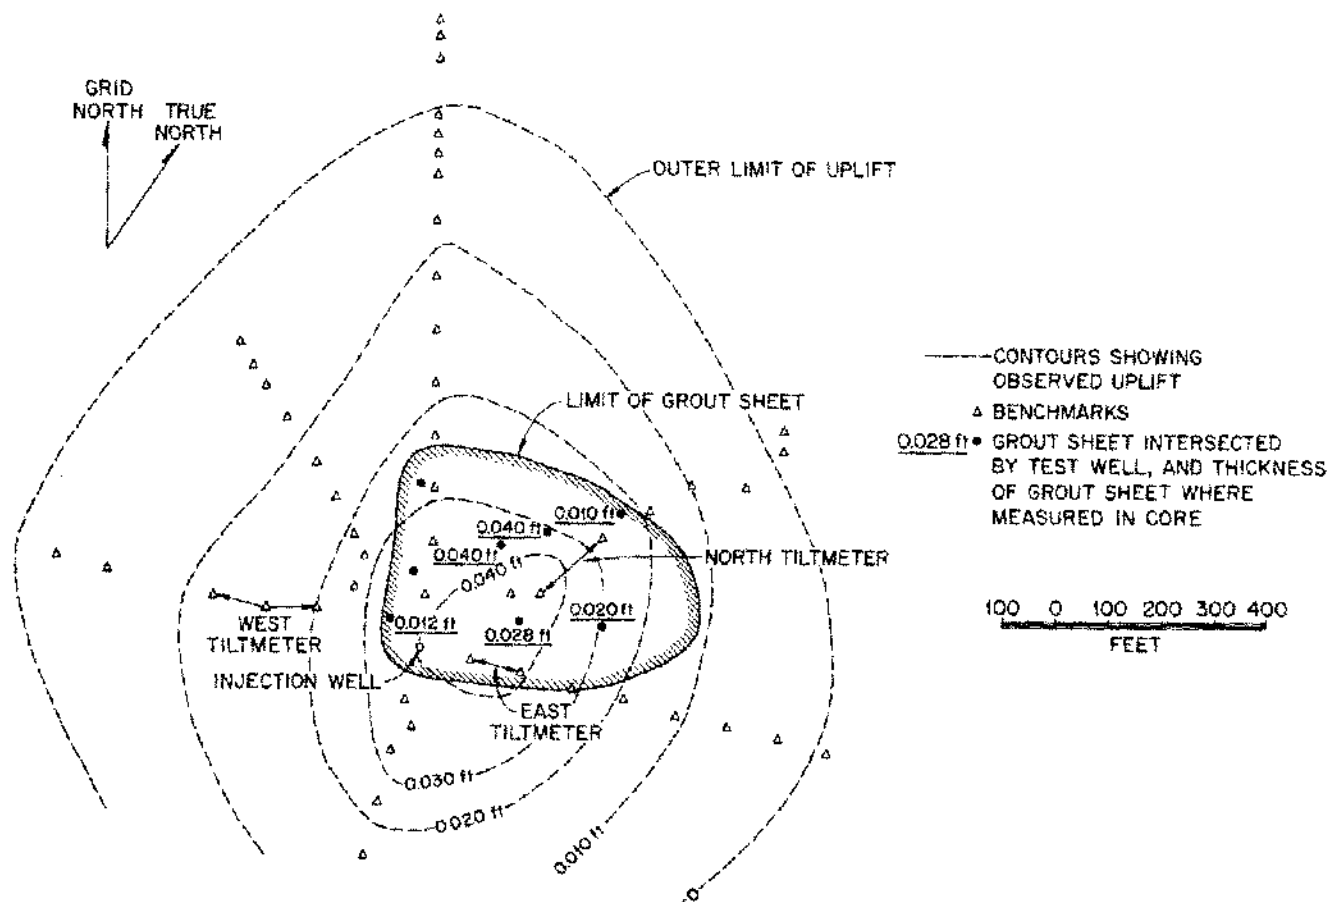 GRID
NORTH
TRUE
NORTH
OUTER LIMIT OF UPLIFT
LIMIT OF GROUT SHEET
CONTOURS SHOWING
OBSERVED UPLIFT
BENCHMARKS
0.028 ft
GROUT SHEET INTERSECTED
BY TEST WELL, AND THICKNESS
OF GROUT SHEET WHERE
MEASURED IN CORE
0.010 ft
0.040 ft
0.040 ft
0.040 ft
NORTH TILTMETER
0.020 ft
0.012 ft
0.028 ft
WEST
TILTMETER
INJECTION WELL
EAST
TILTMETER
100 0 100 200 300 400
FEET
0.030 ft
0.020 ft
0.010 ft
0